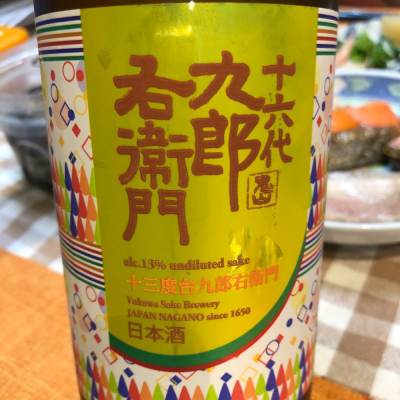 十六代
九郎
右衛門
alc.13% undiluted sake
十三度台九郎右衛門
Yukawa Sake Brewery
JAPAN NAGANO since 1650
日本酒